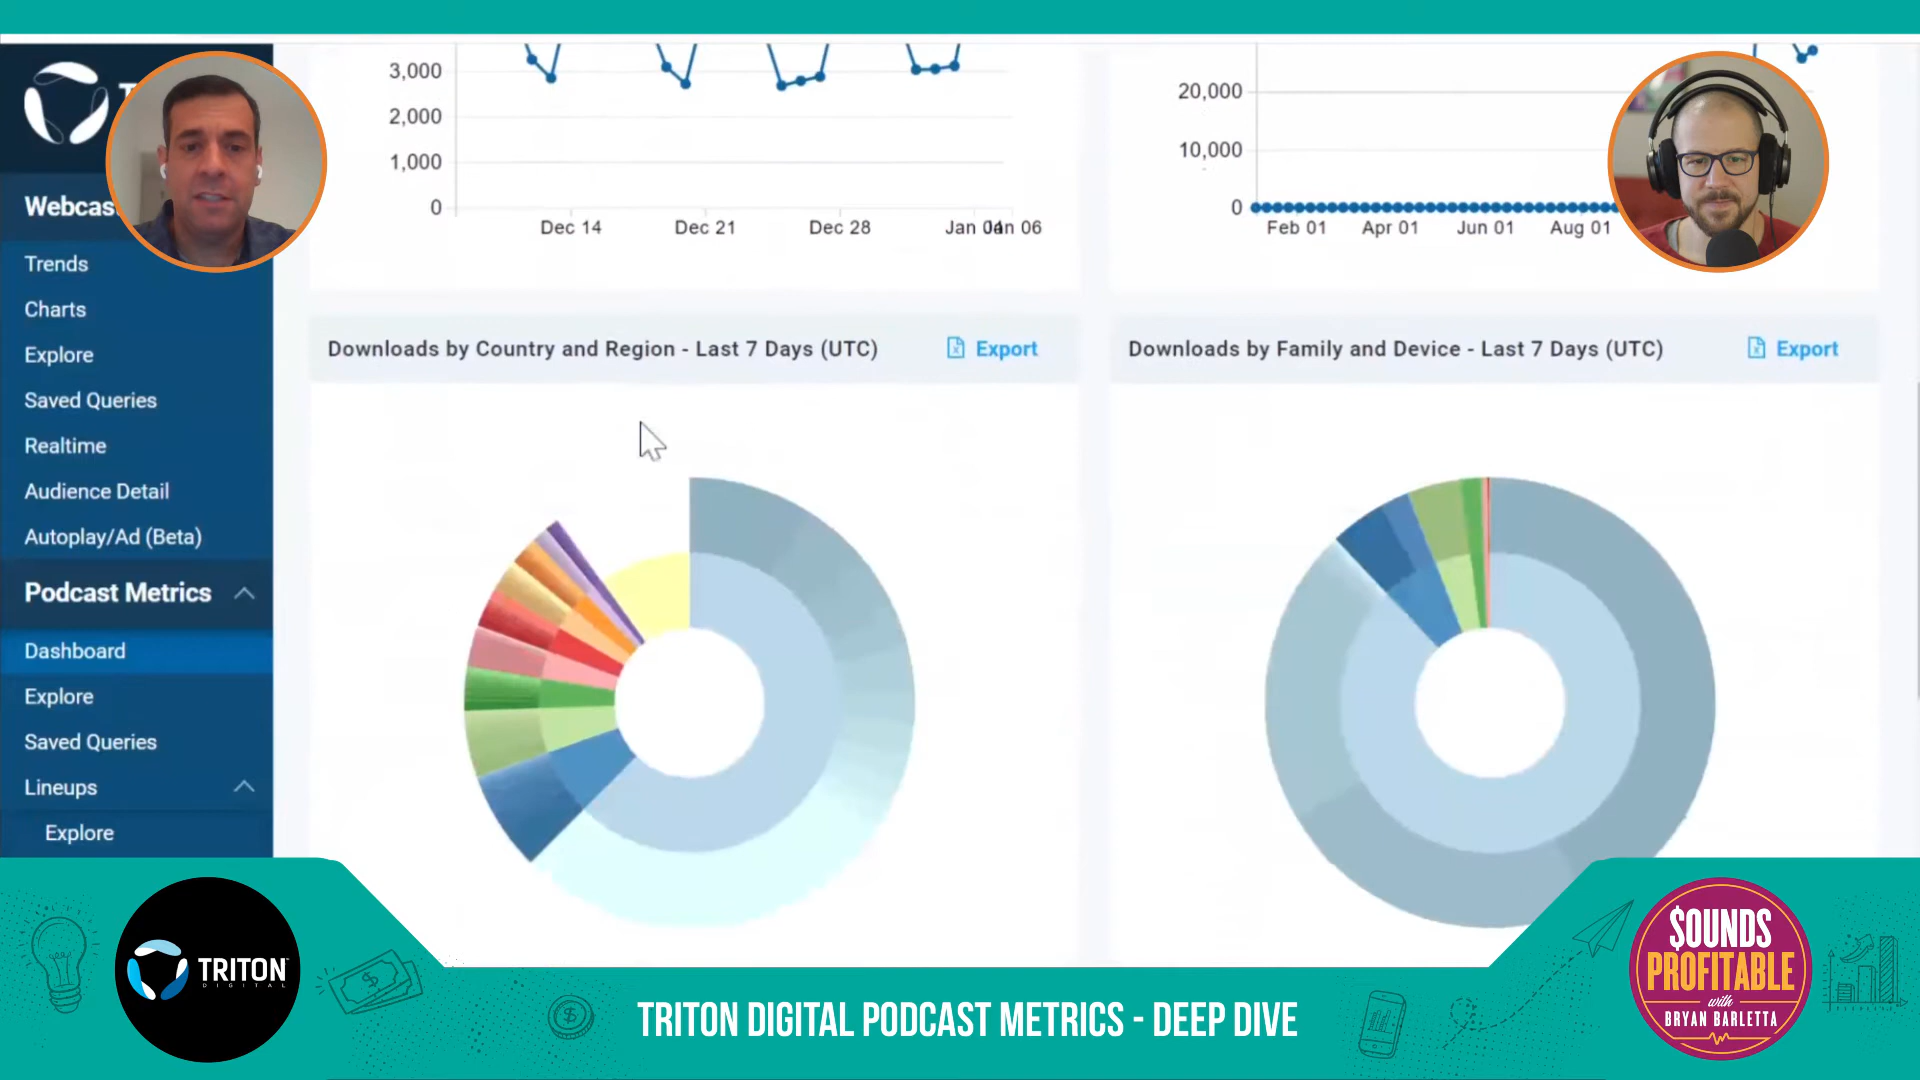 T
Webcas
Trends
Charts
Explore
Saved Queries
Realtime
Audience Detail
Autoplay/Ad (Beta)
Podcast Metrics
Dashboard
Explore
Saved Queries
Lineups
Explore
3,000
2,000
1,000
0
Dec 14
Dec 21
Dec 28
Jan 04
Jan 06
20,000
10,000
0
Feb 01
Apr 01
Jun 01
Aug 01
Downloads by Country and Region - Last 7 Days (UTC)
Export
Downloads by Family and Device - Last 7 Days (UTC)
Export
TRITON
DIGITAL
TRITON DIGITAL PODCAST METRICS - DEEP DIVE
$OUNDS
PROFITABLE
with
BRYAN BARLETTA